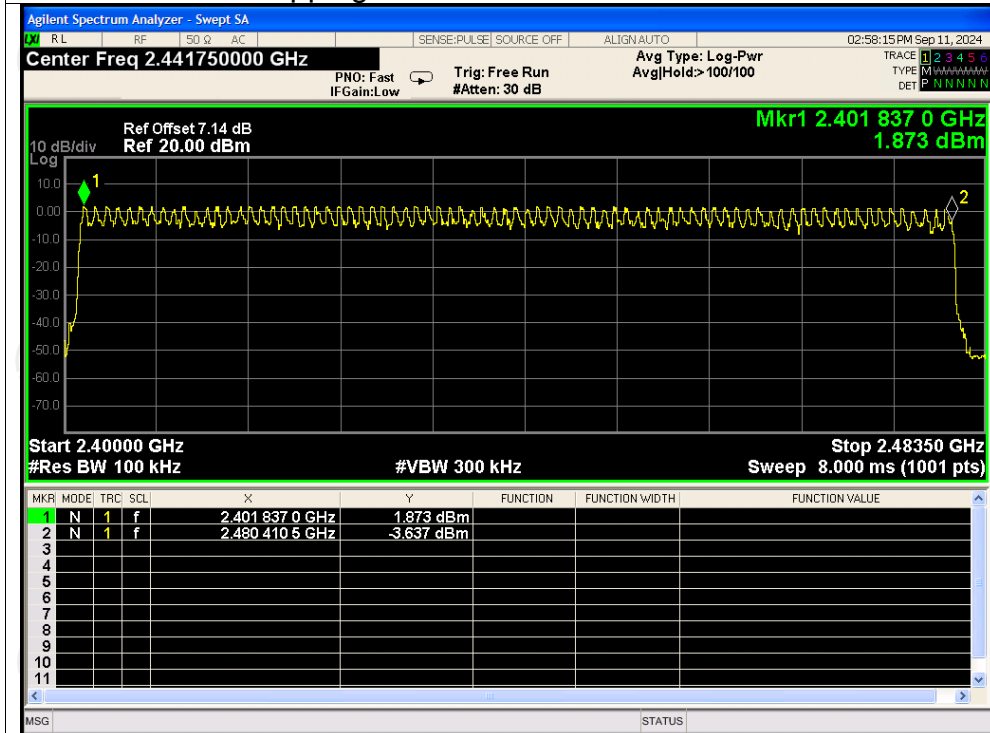 Agilent Spectrum Analyzer - Swept SA
LXI RL RF 50 Ω AC SENSE:PULSE SOURCE OFF ALIGNAUTO 02:58:15 PM Sep 11, 2024
Center Freq 2.441750000 GHz
PNO: Fast
IFGain:Low
Trig: Free Run
#Atten: 30 dB
Avg Type: Log-Pwr
Avg|Hold:>100/100
TRACE 1 2 3 4 5 6
TYPE M
DET P N N N N N
Mkr1 2.401 837 0 GHz
1.873 dBm
Ref Offset 7.14 dB
10 dB/div Ref 20.00 dBm
Log
10.0
0.00
-10.0
-20.0
-30.0
-40.0
-50.0
-60.0
-70.0
1
2
Start 2.40000 GHz Stop 2.48350 GHz
#Res BW 100 kHz #VBW 300 kHz Sweep 8.000 ms (1001 pts)
MKR MODE TRC SCL X Y FUNCTION FUNCTION WIDTH FUNCTION VALUE
1 N 1 f 2.401 837 0 GHz 1.873 dBm
2 N 1 f 2.480 410 5 GHz -3.637 dBm
3
4
5
6
7
8
9
10
11
MSG STATUS